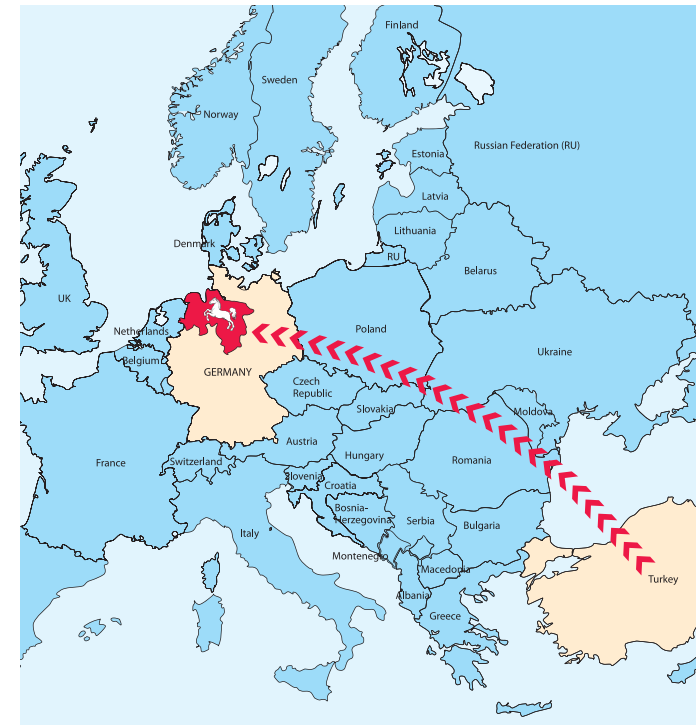 Finland
Sweden
Norway
Russian Federation (RU)
Estonia
Latvia
Lithuania
Denmark
RU
Belarus
UK
Netherlands
Poland
Ukraine
Belgium
GERMANY
Czech
Republic
Slovakia
Moldova
Austria
France
Switzerland
Hungary
Romania
Slovenia
Croatia
Bosnia-
Herzegovina
Serbia
Bulgaria
Italy
Montenegro
Macedonia
Turkey
Albania
Greece